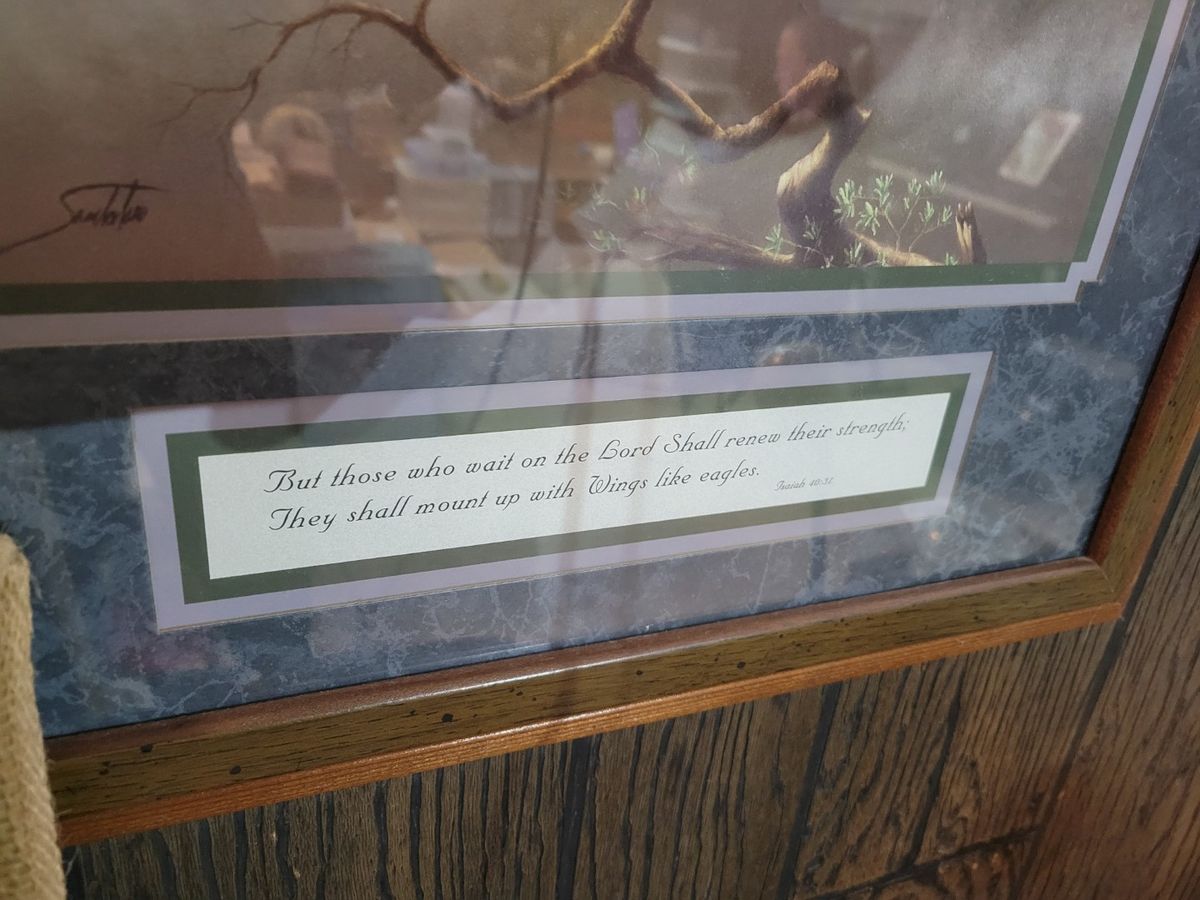 But those who wait on the Lord Shall renew their strength;
They shall mount up with Wings like eagles.
Isaiah 40:31